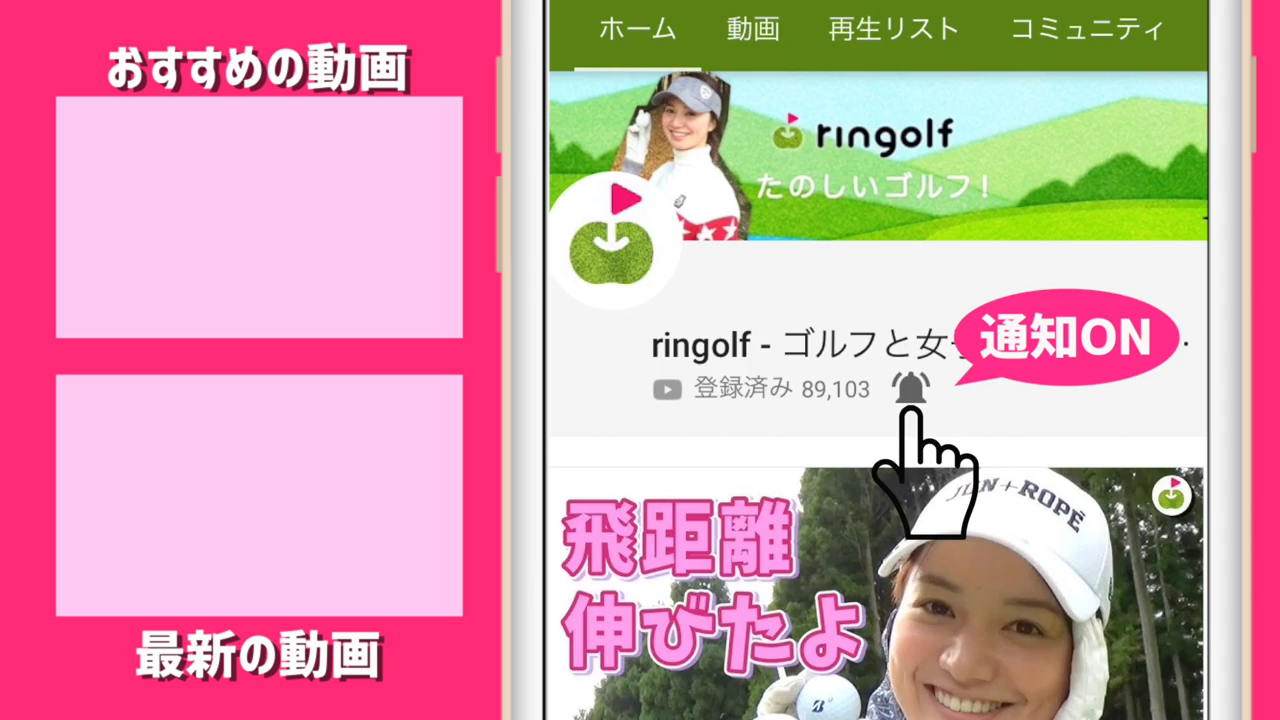 おすすめの動画
最新の動画
ホーム 動画 再生リスト コミュニティ
ringolf
たのしいゴルフ!
ringolf - ゴルフと女
通知ON
登録済み 89,103
JUN+ROPÉ
飛距離
伸びたよ
B